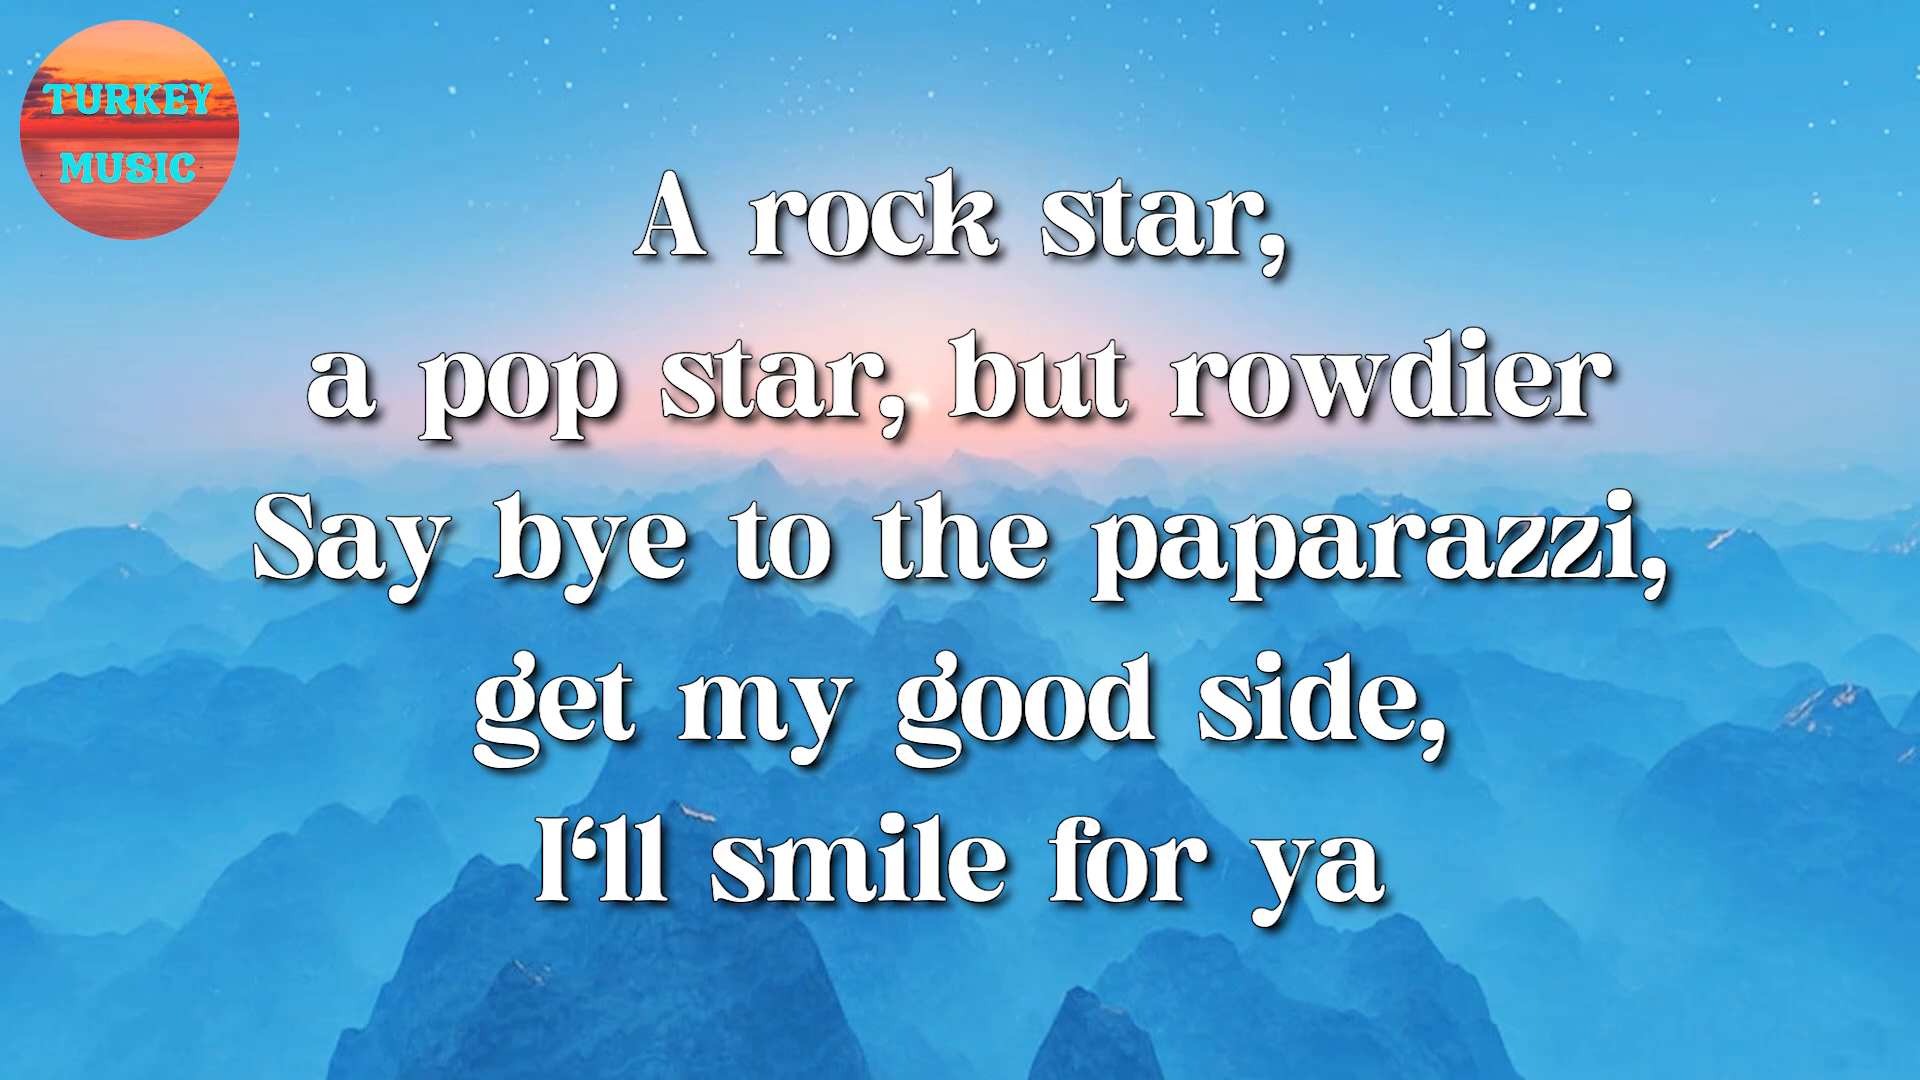 TURKEY
MUSIC
A rock star,
a pop star, but rowdier
Say bye to the paparazzi,
get my good side,
I‘ll smile for ya